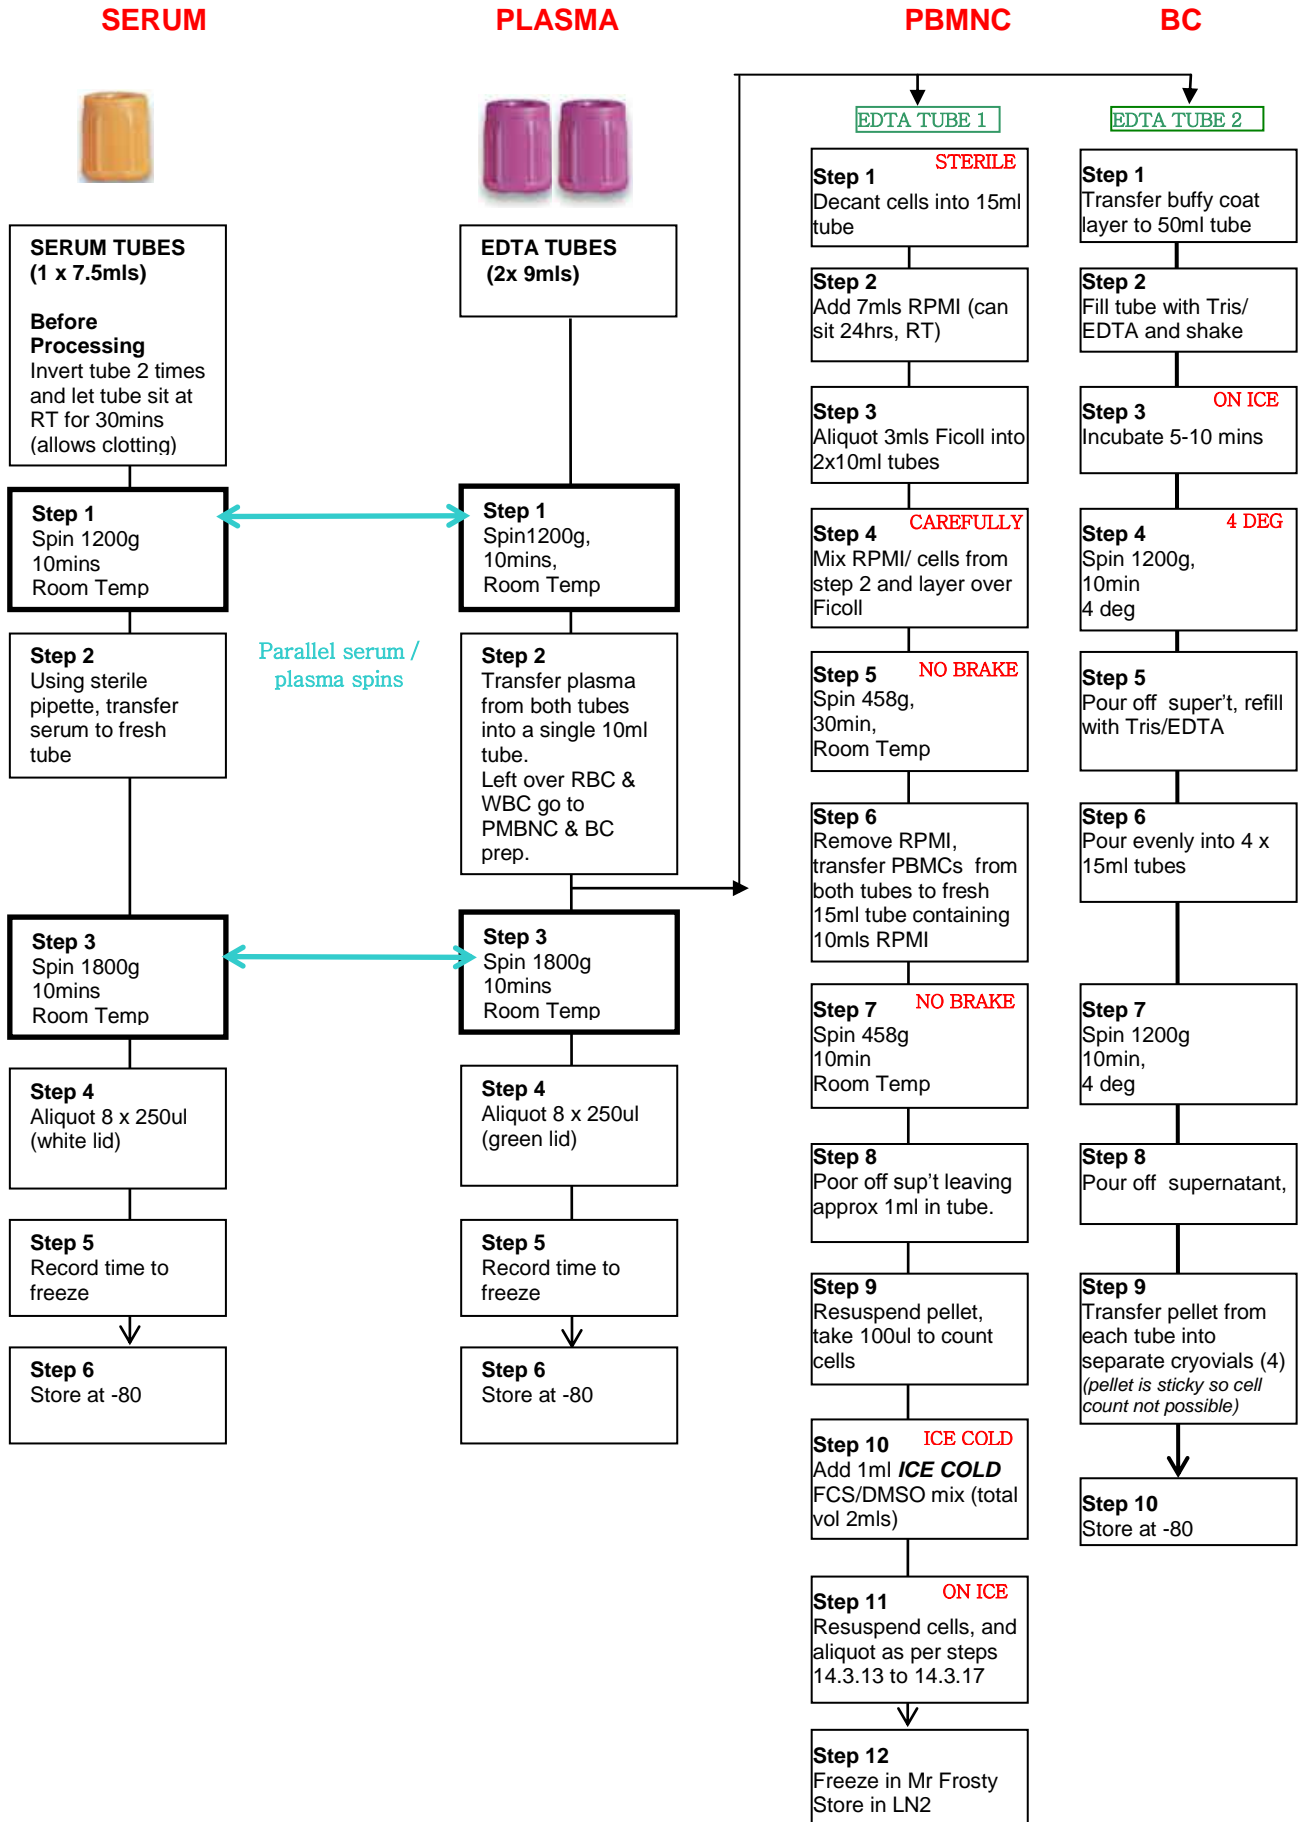 SERUM
SERUM TUBES
(1 x 7.5mls)
Before
Processing
Invert tube 2 times
and let tube sit at
RT for 30mins
(allows clotting)
Step 1
Spin 1200g
10mins
Room Temp
Step 2
Using sterile
pipette, transfer
serum to fresh
tube
Step 3
Spin 1800g
10mins
Room Temp
Step 4
Aliquot 8 x 250ul
(white lid)
Step 5
Record time to
freeze
Step 6
Store at -80
Parallel serum /
plasma spins
PLASMA
EDTA TUBES
(2x 9mls)
Step 1
Spin1200g,
10mins,
Room Temp
Step 2
Transfer plasma
from both tubes
into a single 10ml
tube.
Left over RBC &
WBC go to
PMBNC & BC
prep.
Step 3
Spin 1800g
10mins
Room Temp
Step 4
Aliquot 8 x 250ul
(green lid)
Step 5
Record time to
freeze
Step 6
Store at -80
PBMNC
EDTA TUBE 1
STERILE
Step 1
Decant cells into 15ml
tube
Step 2
Add 7mls RPMI (can
sit 24hrs, RT)
Step 3
Aliquot 3mls Ficoll into
2x10ml tubes
CAREFULLY
Step 4
Mix RPMI/ cells from
step 2 and layer over
Ficoll
Step 5 NO BRAKE
Spin 458g,
30min,
Room Temp
Step 6
Remove RPMI,
transfer PBMCs from
both tubes to fresh
15ml tube containing
10mls RPMI
Step 7 NO BRAKE
Spin 458g
10min
Room Temp
Step 8
Poor off sup't leaving
approx 1ml in tube.
Step 9
Resuspend pellet,
take 100ul to count
cells
Step 10 ICE COLD
Add 1ml ICE COLD
FCS/DMSO mix (total
vol 2mls)
ON ICE
Step 11
Resuspend cells, and
aliquot as per steps
14.3.13 to 14.3.17
Step 12
Freeze in Mr Frosty
Store in LN2
BC
EDTA TUBE 2
Step 1
Transfer buffy coat
layer to 50ml tube
Step 2
Fill tube with Tris/
EDTA and shake
ON ICE
Step 3
Incubate 5-10 mins
4 DEG
Step 4
Spin 1200g,
10min
4 deg
Step 5
Pour off super't, refill
with Tris/EDTA
Step 6
Pour evenly into 4 x
15ml tubes
Step 7
Spin 1200g
10min,
4 deg
Step 8
Pour off supernatant,
Step 9
Transfer pellet from
each tube into
separate cryovials (4)
(pellet is sticky so cell
count not possible)
Step 10
Store at -80